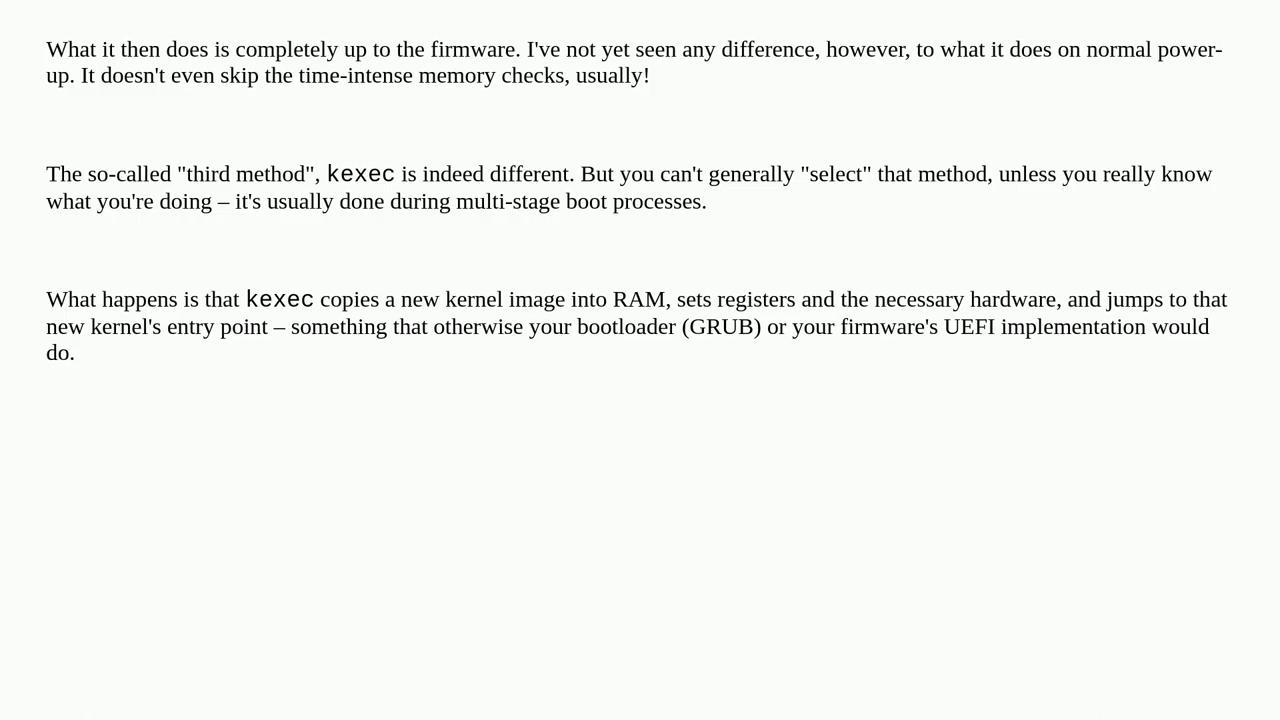 What it then does is completely up to the firmware. I've not yet seen any difference, however, to what it does on normal power-
up. It doesn't even skip the time-intense memory checks, usually!
The so-called "third method", kexec is indeed different. But you can't generally "select" that method, unless you really know
what you're doing – it's usually done during multi-stage boot processes.
What happens is that kexec copies a new kernel image into RAM, sets registers and the necessary hardware, and jumps to that
new kernel's entry point – something that otherwise your bootloader (GRUB) or your firmware's UEFI implementation would
do.